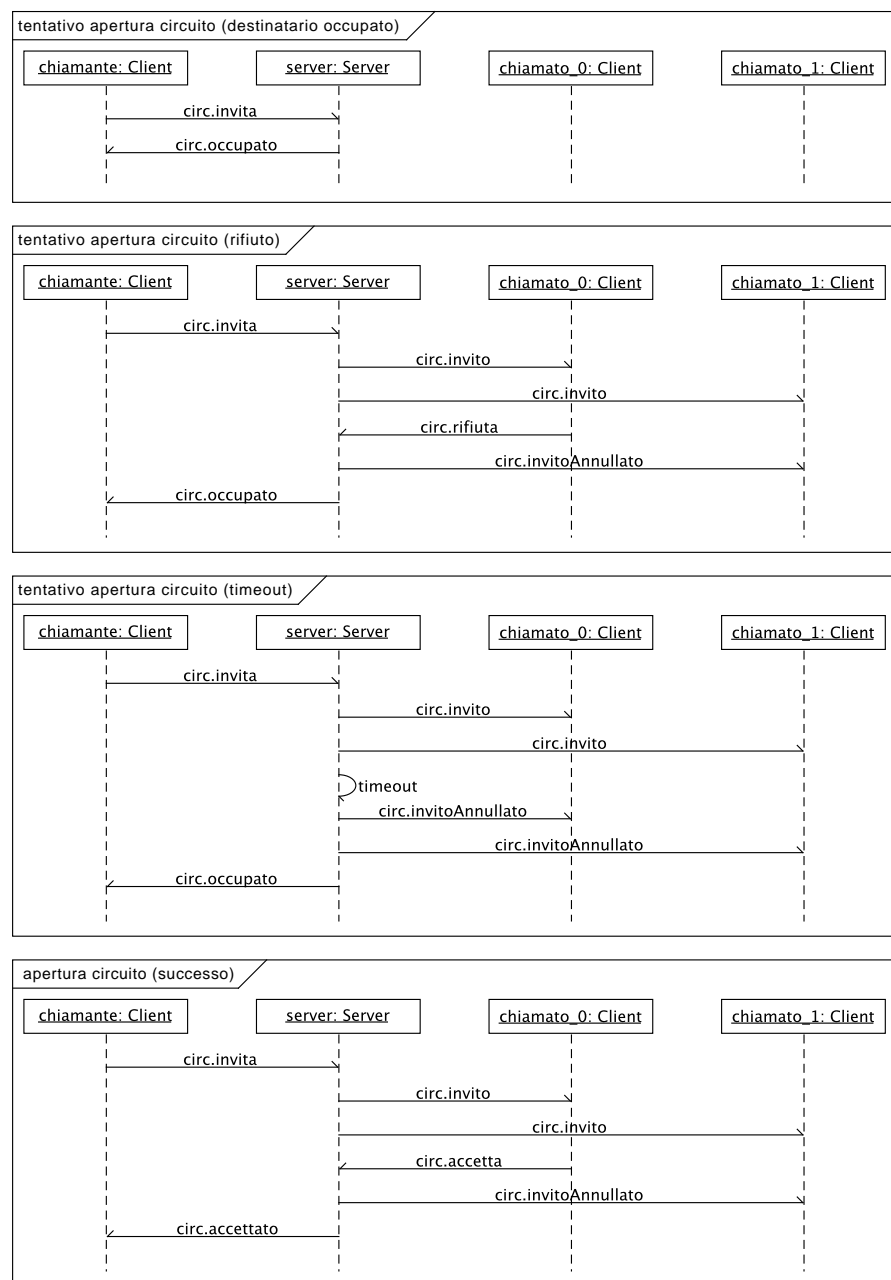 tentativo apertura circuito (destinatario occupato)
chiamante: Client
server: Server
chiamato_0: Client
chiamato_1: Client
circ.invita
circ.occupato
tentativo apertura circuito (rifiuto)
chiamante: Client
server: Server
chiamato_0: Client
chiamato_1: Client
circ.invita
circ.invito
circ.invito
circ.rifiuta
circ.invitoAnnullato
circ.occupato
tentativo apertura circuito (timeout)
chiamante: Client
server: Server
chiamato_0: Client
chiamato_1: Client
circ.invita
circ.invito
circ.invito
timeout
circ.invitoAnnullato
circ.invitoAnnullato
circ.occupato
apertura circuito (successo)
chiamante: Client
server: Server
chiamato_0: Client
chiamato_1: Client
circ.invita
circ.invito
circ.invito
circ.accetta
circ.invitoAnnullato
circ.accettato